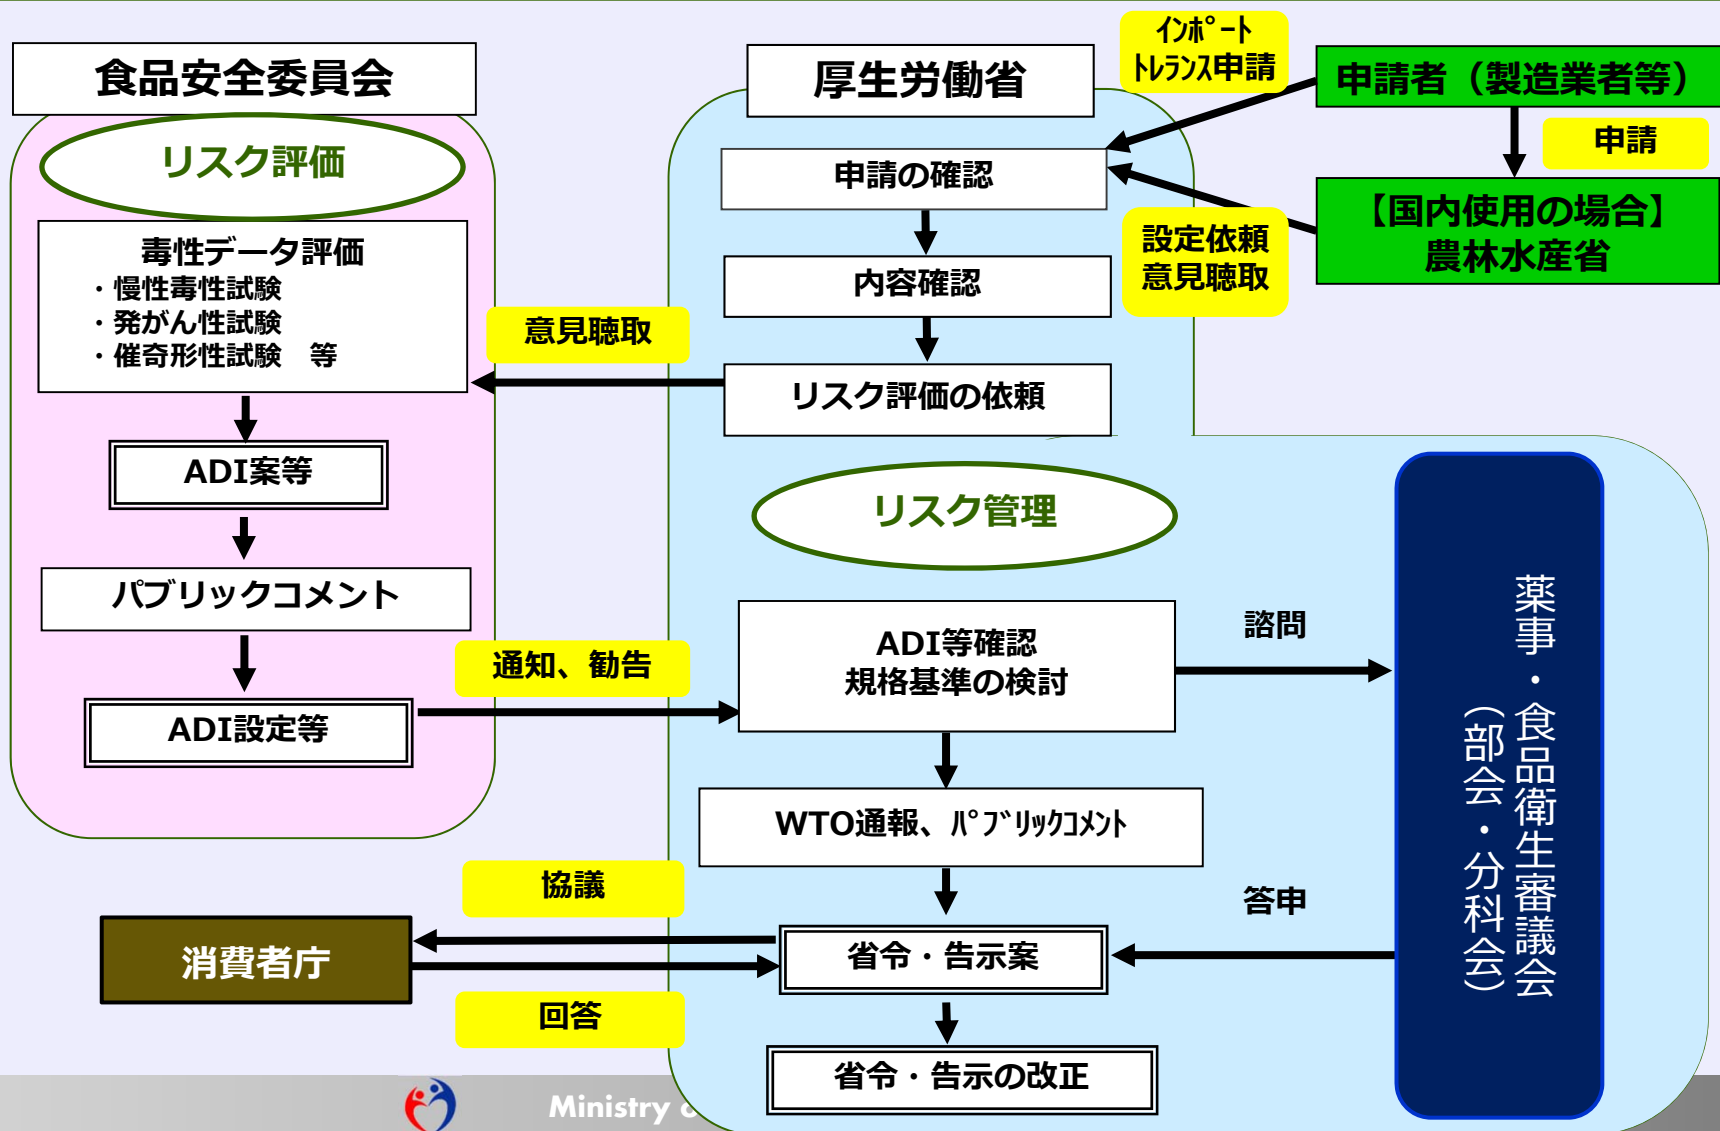 食品安全委員会
リスク評価
毒性データ評価
・慢性毒性試験
・発がん性試験
・催奇形性試験　等
ADI案等
パブリックコメント
ADI設定等
意見聴取
通知、勧告
協議
回答
消費者庁
厚生労働省
申請の確認
内容確認
リスク評価の依頼
リスク管理
ADI等確認
規格基準の検討
WTO通報、ﾊﾟﾌﾞﾘｯｸｺﾒﾝﾄ
省令・告示案
省令・告示の改正
ｲﾝﾎﾟｰﾄ
ﾄﾚﾗﾝｽ申請
申請者（製造業者等）
申請
【国内使用の場合】
農林水産省
設定依頼
意見聴取
諮問
答申
薬事・食品衛生審議会
（部会・分科会）
Ministry